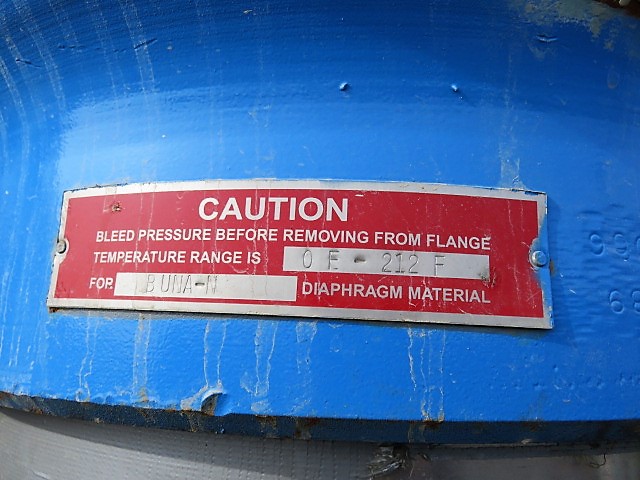 CAUTION
BLEED PRESSURE BEFORE REMOVING FROM FLANGE
TEMPERATURE RANGE IS 0 F - 212 F
FOR BUNA-N DIAPHRAGM MATERIAL